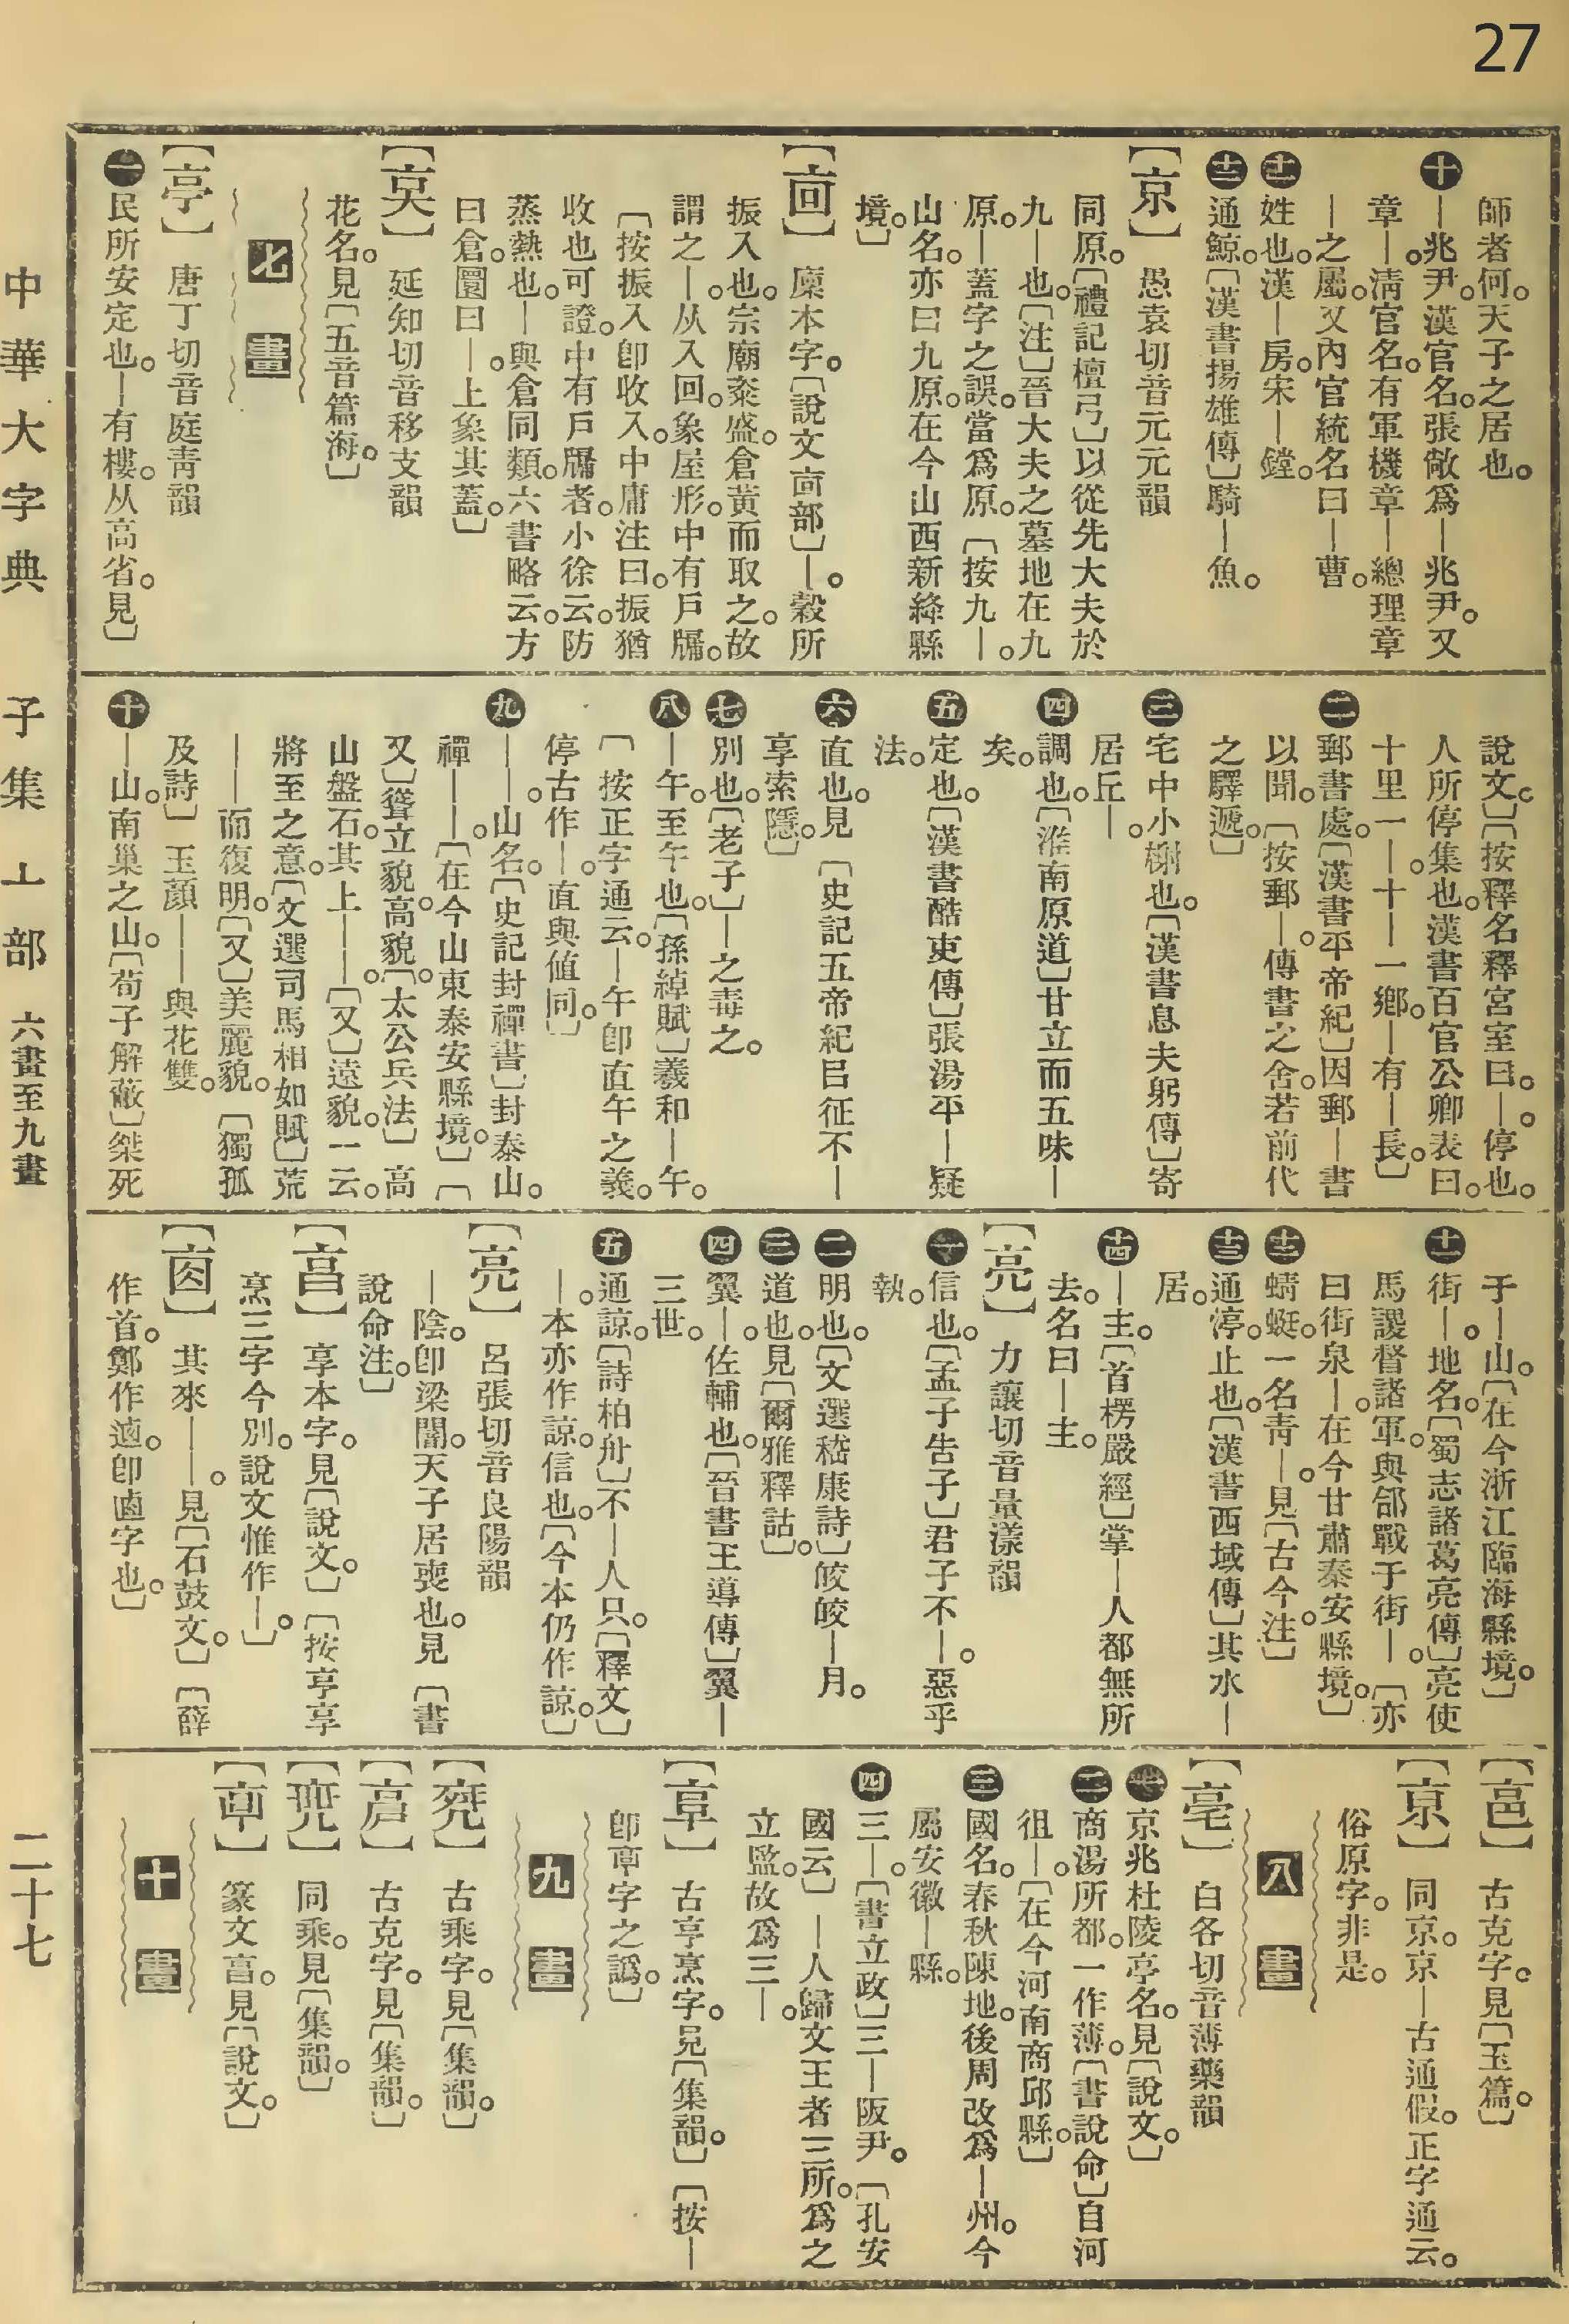 27
師者何。天子之居也。
㊉｜兆尹。漢官名。張敞爲｜兆尹。又
章｜。淸官名。有軍機章｜總理章
｜之屬。又內官統名曰｜曹。
[十一]姓也。漢｜房。宋｜鏜。
[十二]通鯨。〔漢書揚雄傳〕騎｜魚。
【亰】　愚袁切音元元韻
同原。〔禮記檀弓〕以從先大夫於
九｜也。〔注〕晉大夫之墓地在九
原。｜蓋字之誤。當爲原。〔按九｜。
山名。亦曰九原。在今山西新絳縣
境。〕
【㐭】　廩本字。〔說文㐭部〕｜。穀所
振入也。宗廟粢盛。倉黃而取之。故
謂之｜。从入回。象屋形。中有戶牖。
〔按振入卽收入。中庸注曰。振猶
收也可證。中有戶牖者。小徐云。防
蒸熱也。｜與倉同類。六書略云。方
曰倉。圜曰｜。上象其蓋。〕
【㐮】　延知切音移支韻
花名。見〔五音篇海。〕
七畫
【亭】　唐丁切音庭靑韻
㊀民所安定也。｜有樓。从高省。見〕
說文。〕〔按釋名釋宮室曰。｜。停也。
人所停集也。漢書百官公卿表曰。
十里一｜。十｜一鄉。｜有｜長。〕
㊁郵書處。〔漢書平帝紀〕因郵｜書
以聞。〔按郵｜。傳書之舍。若前代
之驛遞。〕
㊂宅中小榭也。〔漢書息夫躬傳〕寄
居丘｜。
㊃調也。〔淮南原道〕甘立而五味｜
矣。
㊄定也。〔漢書酷吏傳〕張湯平｜疑
法。
㊅直也。見〔史記五帝紀巨征不｜
享索隱。〕
㊆別也。〔老子〕｜之毒之。
㊇｜午。至午也。〔孫綽賦〕羲和｜午。
〔按正字通云。｜午卽直午之義。
停古作｜。直與値同。〕
㊈｜｜。山名。〔史記封禪書〕封泰山。
禪｜｜。〔在今山東泰安縣境。〕〔
又〕聳立貌高貌。〔太公兵法〕高
山盤石。其上｜｜。〔又〕遠貌。一云。
將至之意。〔文選司馬相如賦〕荒
｜｜而復明。〔又〕美麗貌。〔獨孤
及詩〕玉顏｜｜與花雙。
㊉｜山。南巢之山。〔荀子解蔽〕桀死
于｜山。〔在今浙江臨海縣境。〕
[十一]街｜。地名。〔蜀志諸葛亮傳〕亮使
馬謖督諸軍。與郃戰于街｜。〔亦
曰街泉｜。在今甘肅秦安縣境。〕
[十二]蜻蜓。一名靑｜。見〔古今注。〕
[十三]通停。止也。〔漢書西域傳〕其水｜
居。
[十四]｜主。〔首楞嚴經〕掌｜人都無所
去。名曰｜主。
【亮】　力讓切音量漾韻
㊀信也。〔孟子吿子〕君子不｜。惡乎
執。
㊁明也。〔文選嵇康詩〕皎皎｜月。
㊂道也。見〔爾雅釋詁。〕
㊃翼｜。佐輔也。〔晉書王導傳〕翼｜
三世。
㊄通諒。〔詩柏舟〕不｜人只。〔釋文〕
｜。本亦作諒。信也。〔今本仍作諒。〕
【亮】　呂張切音良陽韻
｜陰。卽梁闇。天子居喪也。見〔書
說命注。〕
【亯】　享本字。見〔說文。〕〔按亨享
烹三字今別。說文惟作｜。〕
【𠧪】　其來｜｜。見〔石鼓文。〕〔薛
作首。鄭作逌。卽卣字也。〕
【𠅏】　古克字。見〔玉篇。〕
【亰】　同京。京｜古通假。正字通云。
俗原字。非是。
八畫
【亳】　白各切音薄藥韻
㊀京兆杜陵亭名。見〔說文。〕
㊁商湯所都。一作薄。〔書說命〕自河
徂｜。〔在今河南商邱縣。〕
㊂國名。春秋陳地。後周改爲｜州。今
屬安徽｜縣。
㊃三｜。〔書立政〕三｜阪尹。〔孔安
國云〕｜人歸文王者三所。爲之
立監。故爲三｜。
【𠅠】　古亨烹字。見〔集韻。〕〔按｜
卽𠅘字之譌。〕
九畫
　古乘字。見〔集韻。〕
　古克字。見〔集韻。〕
　同乘。見〔集韻。〕
　篆文亯。見〔說文。〕
十畫
中華大字典　子集　亠部　六畫至九畫　二十七